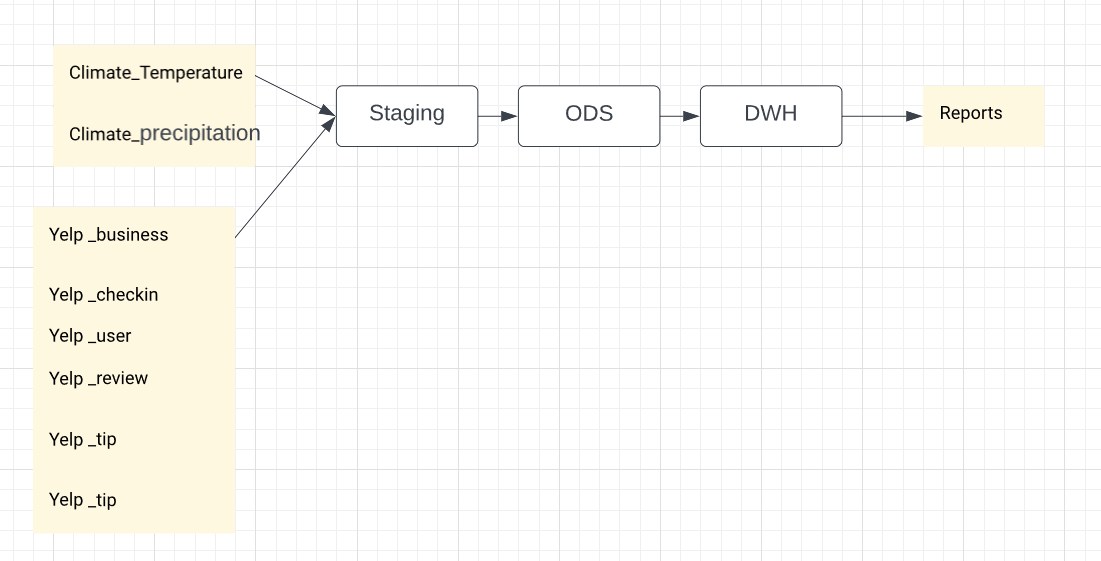 Climate_Temperature
Climate_precipitation
Staging
ODS
DWH
Reports
Yelp _business
Yelp _checkin
Yelp _user
Yelp _review
Yelp _tip
Yelp _tip